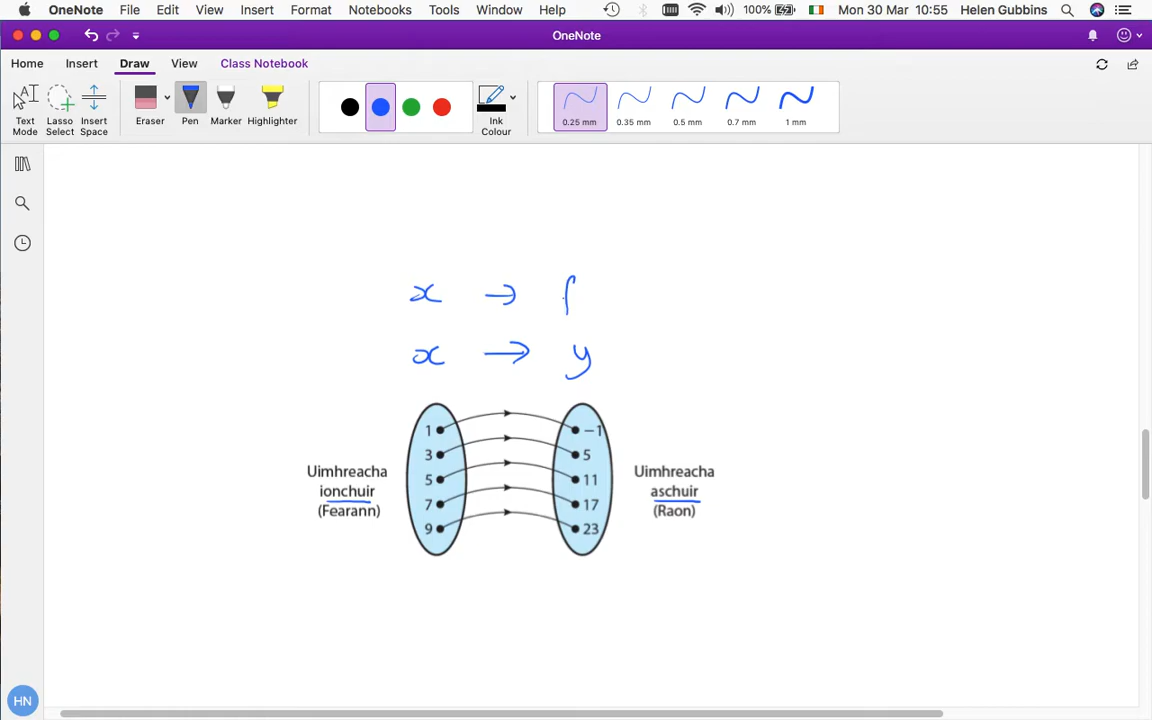 OneNote File Edit View Insert Format Notebooks Tools Window Help 100% Mon 30 Mar 10:55 Helen Gubbins
OneNote
Home Insert Draw View Class Notebook
Text Mode Lasso Select Insert Space Eraser Pen Marker Highlighter Ink Colour 0.25 mm 0.35 mm 0.5 mm 0.7 mm 1 mm
x → f
x → y
1 −1
3 5
5 11
7 17
9 23
Uimhreacha
ionchuir
(Fearann)
Uimhreacha
aschuir
(Raon)
HN